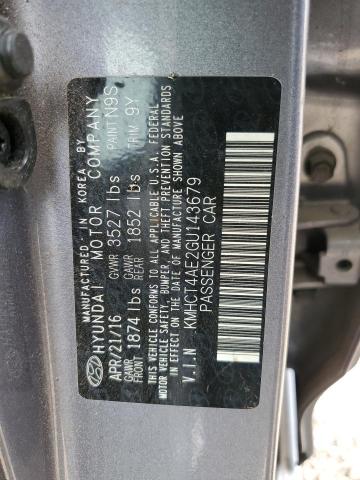 MANUFACTURED IN KOREA BY
HYUNDAI MOTOR COMPANY
APR/21/16 GVWR 3527 lbs PAINT N9S
GAWR FRONT 1874 lbs GAWR REAR 1852 lbs TRIM 9Y
THIS VEHICLE CONFORMS TO ALL APPLICABLE U.S.A. FEDERAL
MOTOR VEHICLE SAFETY, BUMPER, AND THEFT PREVENTION STANDARDS
IN EFFECT ON THE DATE OF MANUFACTURE SHOWN ABOVE
V.I.N KMHCT4AE2GU143679
PASSENGER CAR